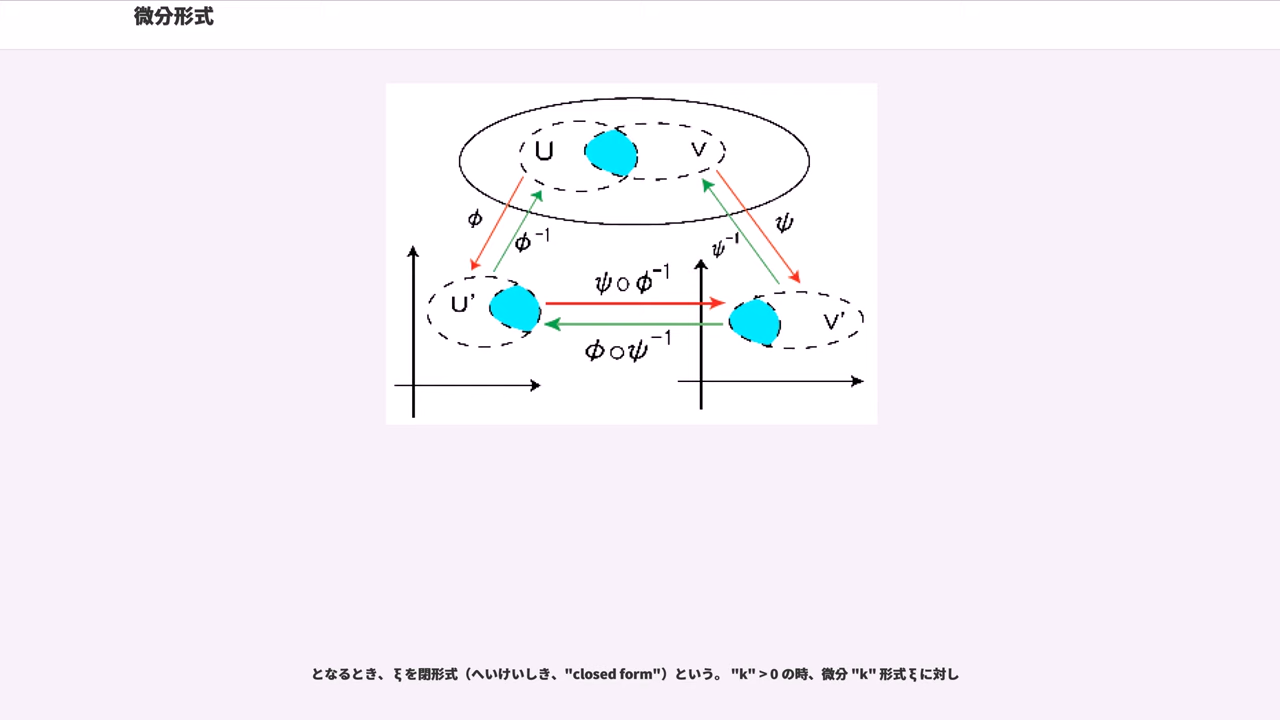 微分形式
U V
ϕ ϕ⁻¹ ψ⁻¹ ψ
U' ψ○ϕ⁻¹ V'
ϕ○ψ⁻¹
となるとき、 ξ を閉形式（へいけいしき、"closed form"）という。 "k" > 0 の時、微分 "k" 形式 ξ に対し